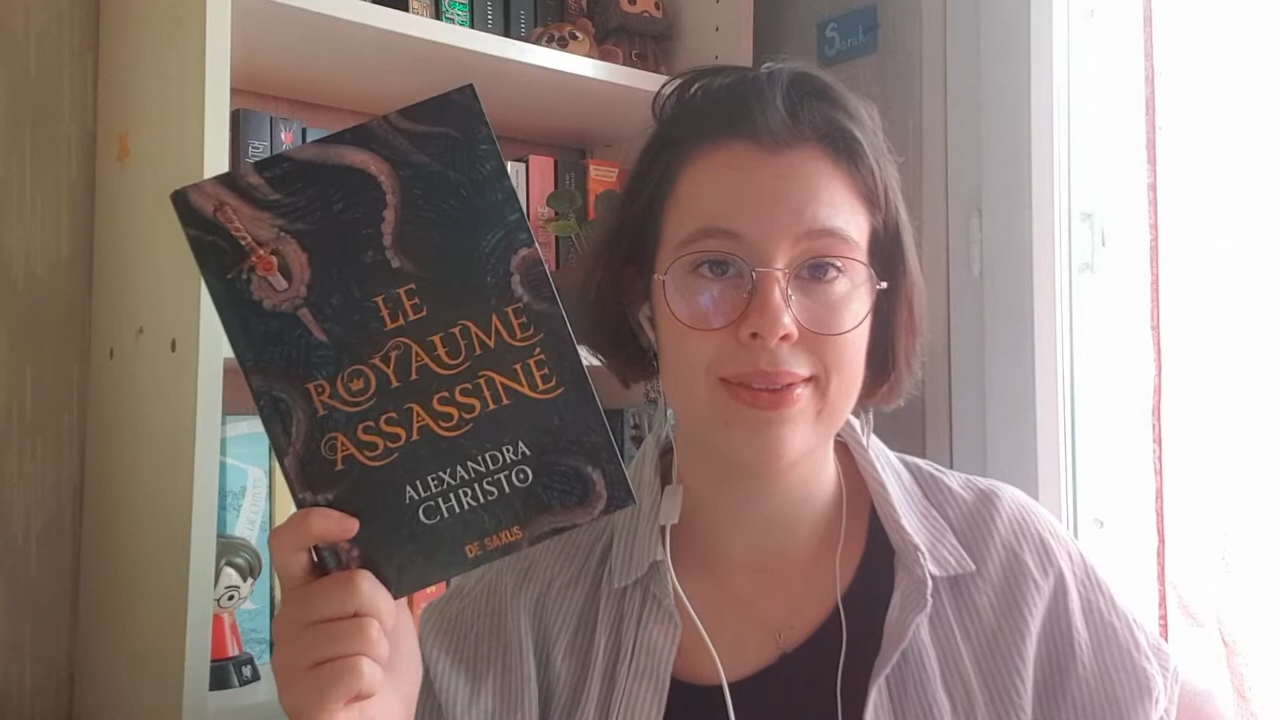 LE
ROYAUME
ASSASSINÉ
ALEXANDRA
CHRISTO
DE SAXUS